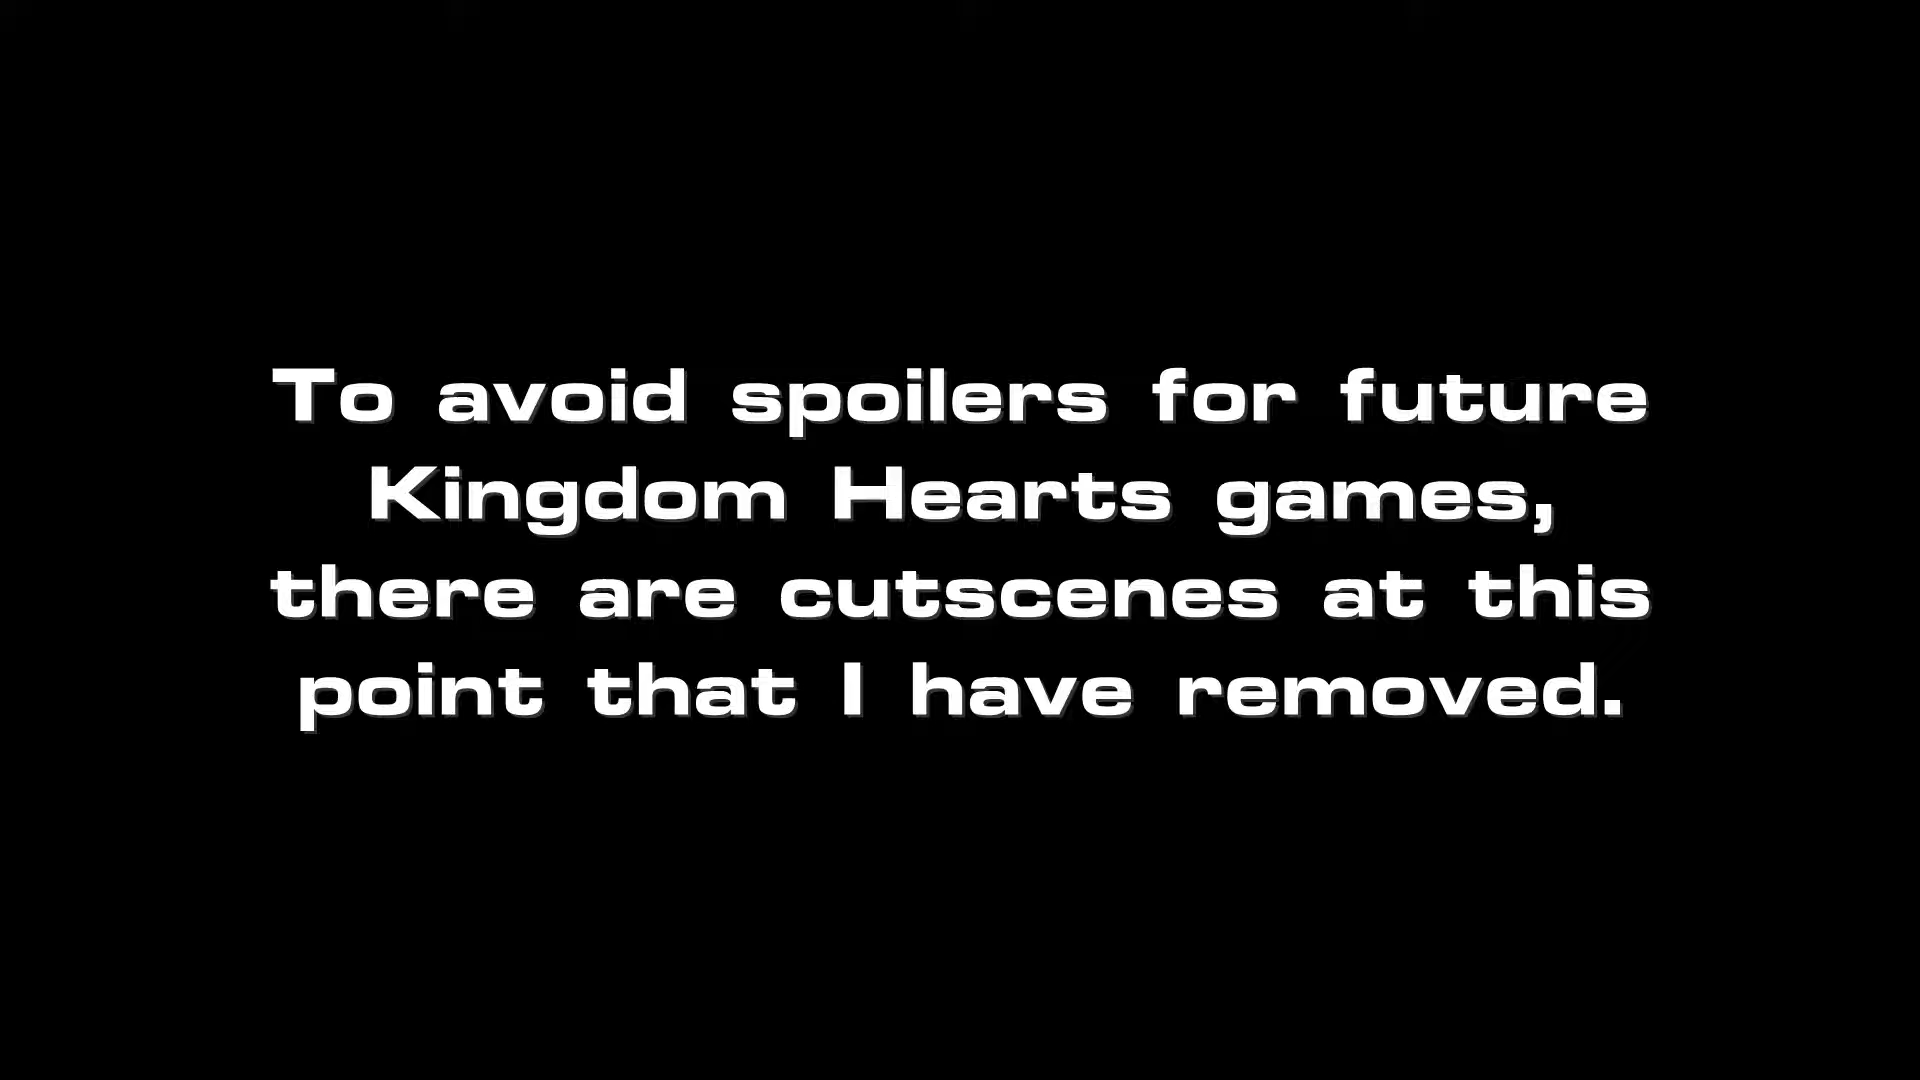 To avoid spoilers for future
Kingdom Hearts games,
there are cutscenes at this
point that I have removed.